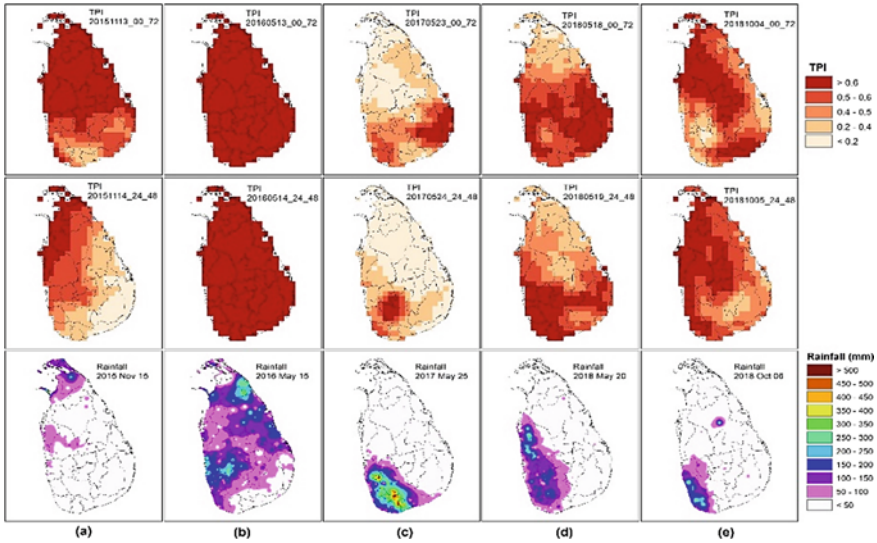 TPI
20151113_00_72
TPI
20160513_00_72
TPI
20170523_00_72
TPI
20180518_00_72
TPI
20181004_00_72
TPI
> 0.6
0.5 - 0.6
0.4 - 0.5
0.2 - 0.4
< 0.2
TPI
20151114_24_48
TPI
20160514_24_48
TPI
20170524_24_48
TPI
20180519_24_48
TPI
20181005_24_48
Rainfall
2015 Nov 15
Rainfall
2016 May 15
Rainfall
2017 May 25
Rainfall
2018 May 20
Rainfall
2018 Oct 06
Rainfall (mm)
> 500
450 - 500
400 - 450
350 - 400
300 - 350
250 - 300
200 - 250
150 - 200
100 - 150
50 - 100
< 50
(a)
(b)
(c)
(d)
(e)